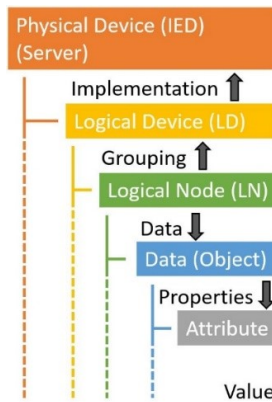 Physical Device (IED)
(Server)
Implementation
Logical Device (LD)
Grouping
Logical Node (LN)
Data
Data (Object)
Properties
Attribute
Value